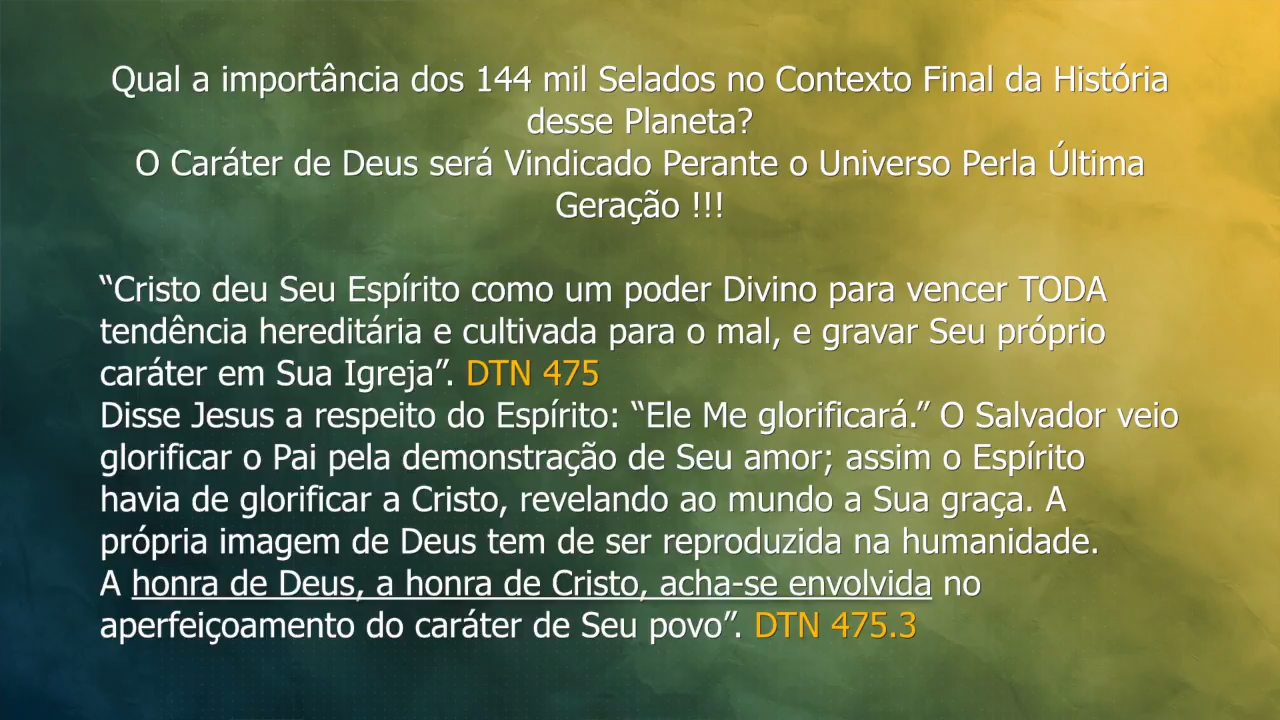 Qual a importância dos 144 mil Selados no Contexto Final da História
desse Planeta?
O Caráter de Deus será Vindicado Perante o Universo Perla Última
Geração !!!
“Cristo deu Seu Espírito como um poder Divino para vencer TODA
tendência hereditária e cultivada para o mal, e gravar Seu próprio
caráter em Sua Igreja”. DTN 475
Disse Jesus a respeito do Espírito: “Ele Me glorificará.” O Salvador veio
glorificar o Pai pela demonstração de Seu amor; assim o Espírito
havia de glorificar a Cristo, revelando ao mundo a Sua graça. A
própria imagem de Deus tem de ser reproduzida na humanidade.
A honra de Deus, a honra de Cristo, acha-se envolvida no
aperfeiçoamento do caráter de Seu povo”. DTN 475.3